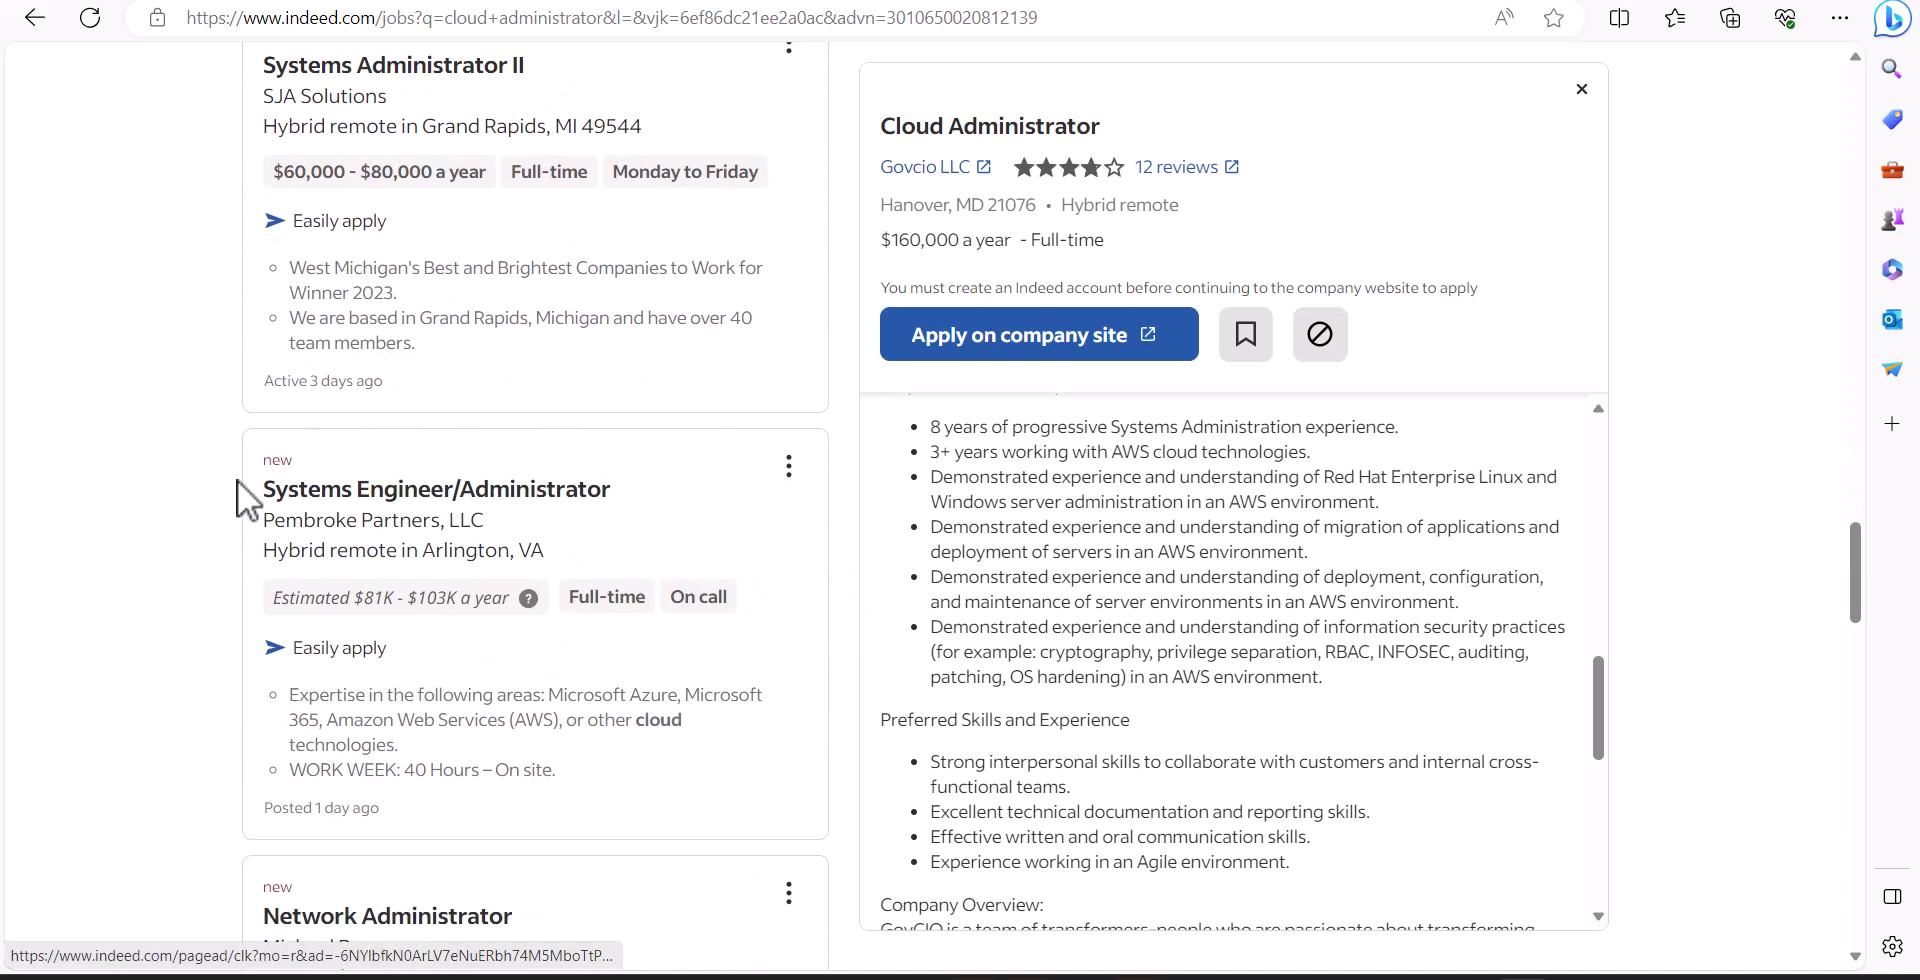 https://www.indeed.com/jobs?q=cloud+administrator&l=&vjk=6ef86dc21ee2a0ac&advn=3010650020812139
Systems Administrator II
SJA Solutions
Hybrid remote in Grand Rapids, MI 49544
$60,000 - $80,000 a year Full-time Monday to Friday
Easily apply
West Michigan's Best and Brightest Companies to Work for
Winner 2023.
We are based in Grand Rapids, Michigan and have over 40
team members.
Active 3 days ago
new
Systems Engineer/Administrator
Pembroke Partners, LLC
Hybrid remote in Arlington, VA
Estimated $81K - $103K a year ? Full-time On call
Easily apply
Expertise in the following areas: Microsoft Azure, Microsoft
365, Amazon Web Services (AWS), or other cloud
technologies.
WORK WEEK: 40 Hours – On site.
Posted 1 day ago
new
Network Administrator
https://www.indeed.com/pagead/clk?mo=r&ad=-6NYlbfkN0ArLV7eNuERbh74M5MboTtP...
Cloud Administrator
Govcio LLC 12 reviews
Hanover, MD 21076 • Hybrid remote
$160,000 a year - Full-time
You must create an Indeed account before continuing to the company website to apply
Apply on company site
• 8 years of progressive Systems Administration experience.
• 3+ years working with AWS cloud technologies.
• Demonstrated experience and understanding of Red Hat Enterprise Linux and
Windows server administration in an AWS environment.
• Demonstrated experience and understanding of migration of applications and
deployment of servers in an AWS environment.
• Demonstrated experience and understanding of deployment, configuration,
and maintenance of server environments in an AWS environment.
• Demonstrated experience and understanding of information security practices
(for example: cryptography, privilege separation, RBAC, INFOSEC, auditing,
patching, OS hardening) in an AWS environment.
Preferred Skills and Experience
• Strong interpersonal skills to collaborate with customers and internal cross-
functional teams.
• Excellent technical documentation and reporting skills.
• Effective written and oral communication skills.
• Experience working in an Agile environment.
Company Overview:
GovCIO is a team of transformers-people who are passionate about transforming